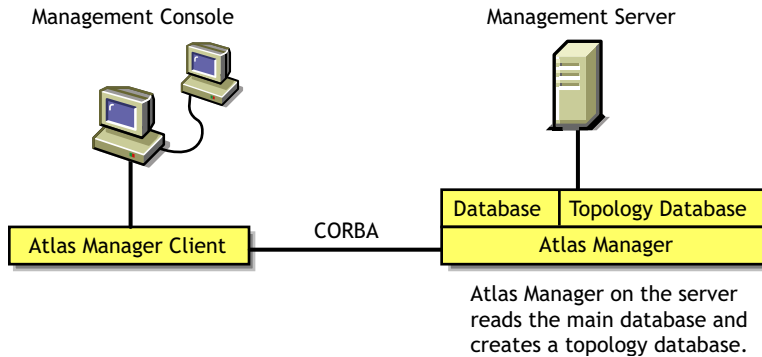 Management Console
Management Server
Database
Topology Database
Atlas Manager Client
CORBA
Atlas Manager
Atlas Manager on the server
reads the main database and
creates a topology database.